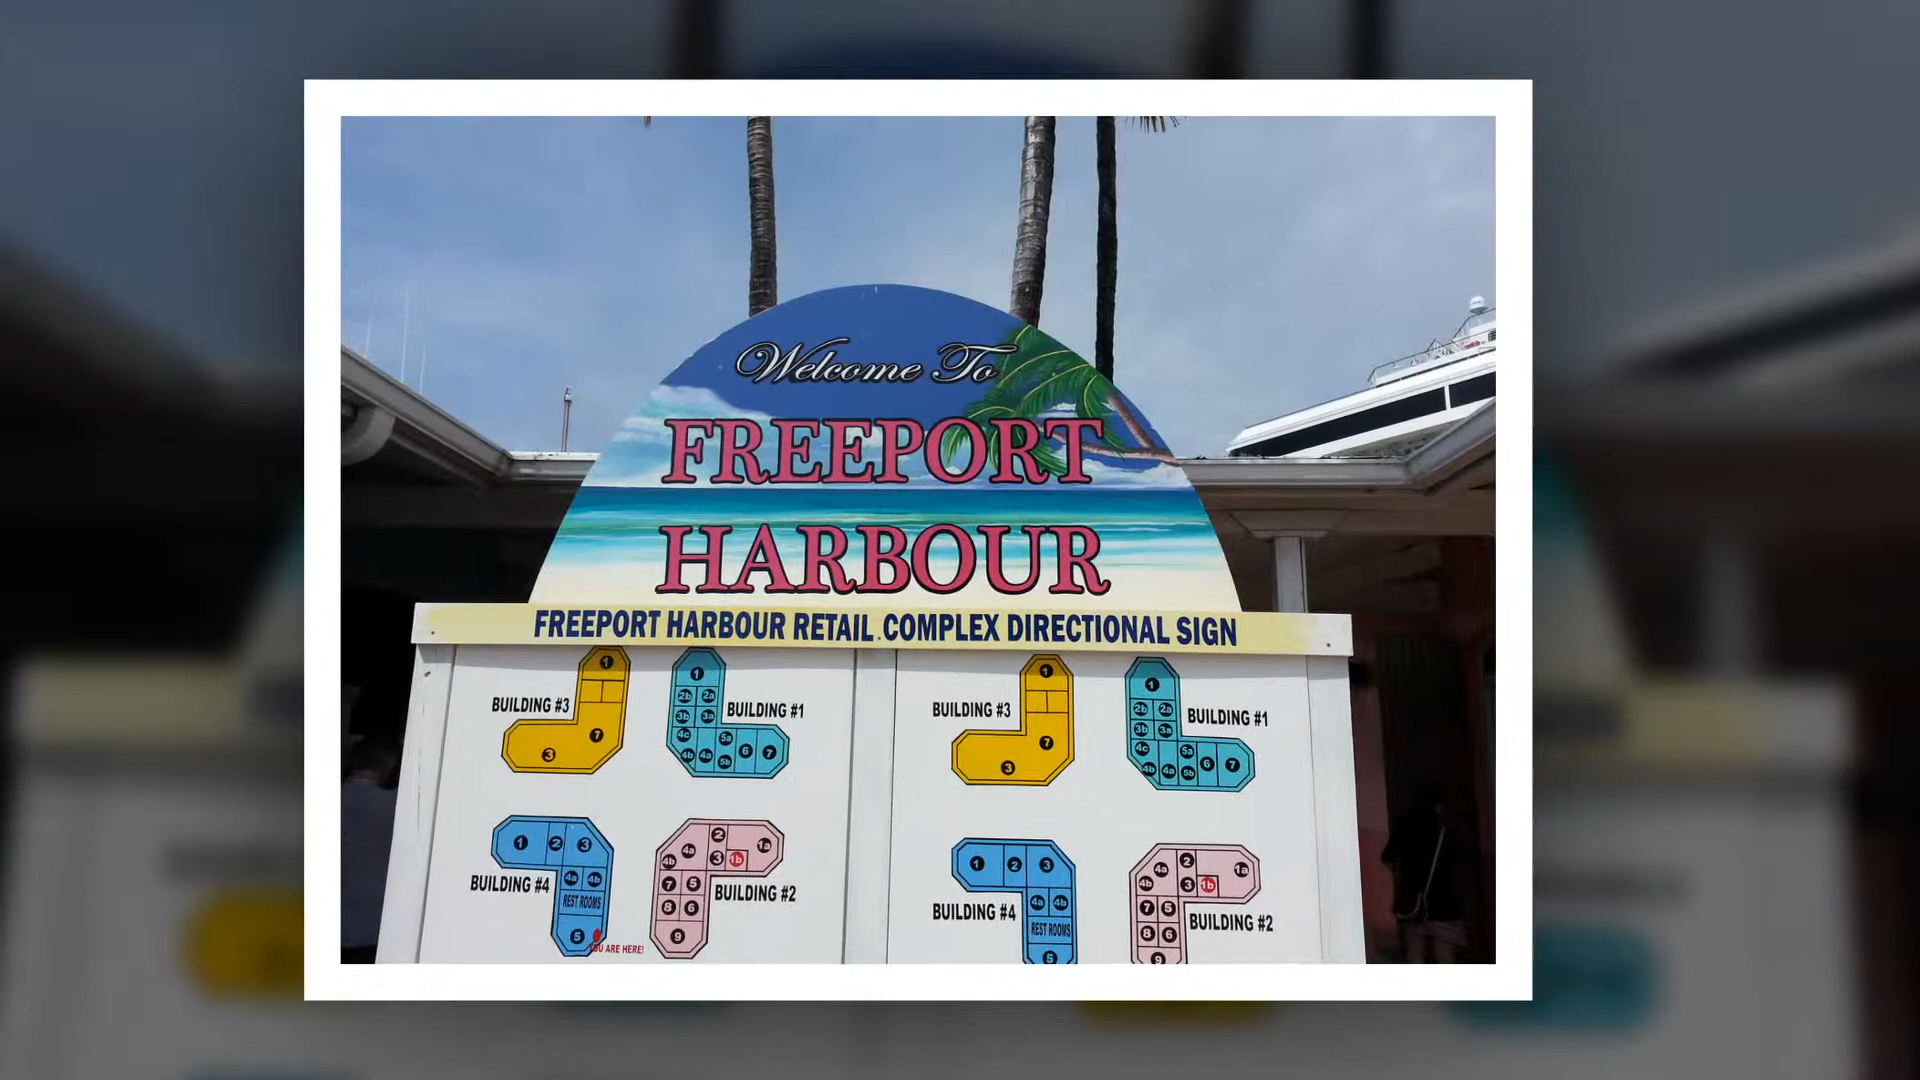 Welcome To
FREEPORT
HARBOUR
FREEPORT HARBOUR RETAIL COMPLEX DIRECTIONAL SIGN
1
BUILDING #3
7
3
1
2b 2a
3b 3a
BUILDING #1
4c 5a
4b 4a 5b 6 7
1
BUILDING #3
7
3
1
2b 2a
3b 3a
BUILDING #1
4c 5a
4b 4a 5b 6 7
1 2 3
4a 4b
BUILDING #4
REST ROOMS
5
YOU ARE HERE!
2
4a 1a
4b 3 1b
7 5
BUILDING #2
8 6
9
1 2 3
4a 4b
BUILDING #4
REST ROOMS
5
2
4a 1a
4b 3 1b
7 5
BUILDING #2
8 6
9